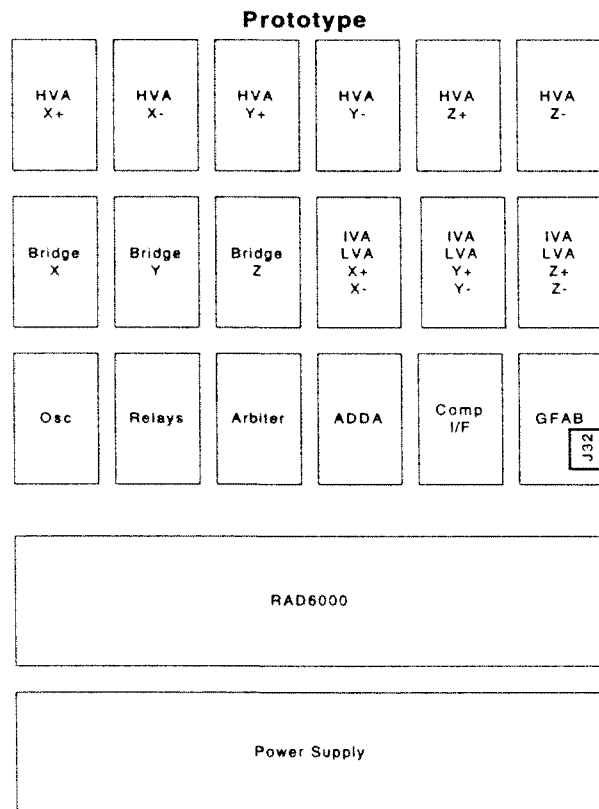 Prototype
HVA
X+
HVA
X-
HVA
Y+
HVA
Y-
HVA
Z+
HVA
Z-
Bridge
X
Bridge
Y
Bridge
Z
IVA
LVA
X+
X-
IVA
LVA
Y+
Y-
IVA
LVA
Z+
Z-
Osc
Relays
Arbiter
ADDA
Comp
I/F
GFAB
J32
RAD6000
Power Supply